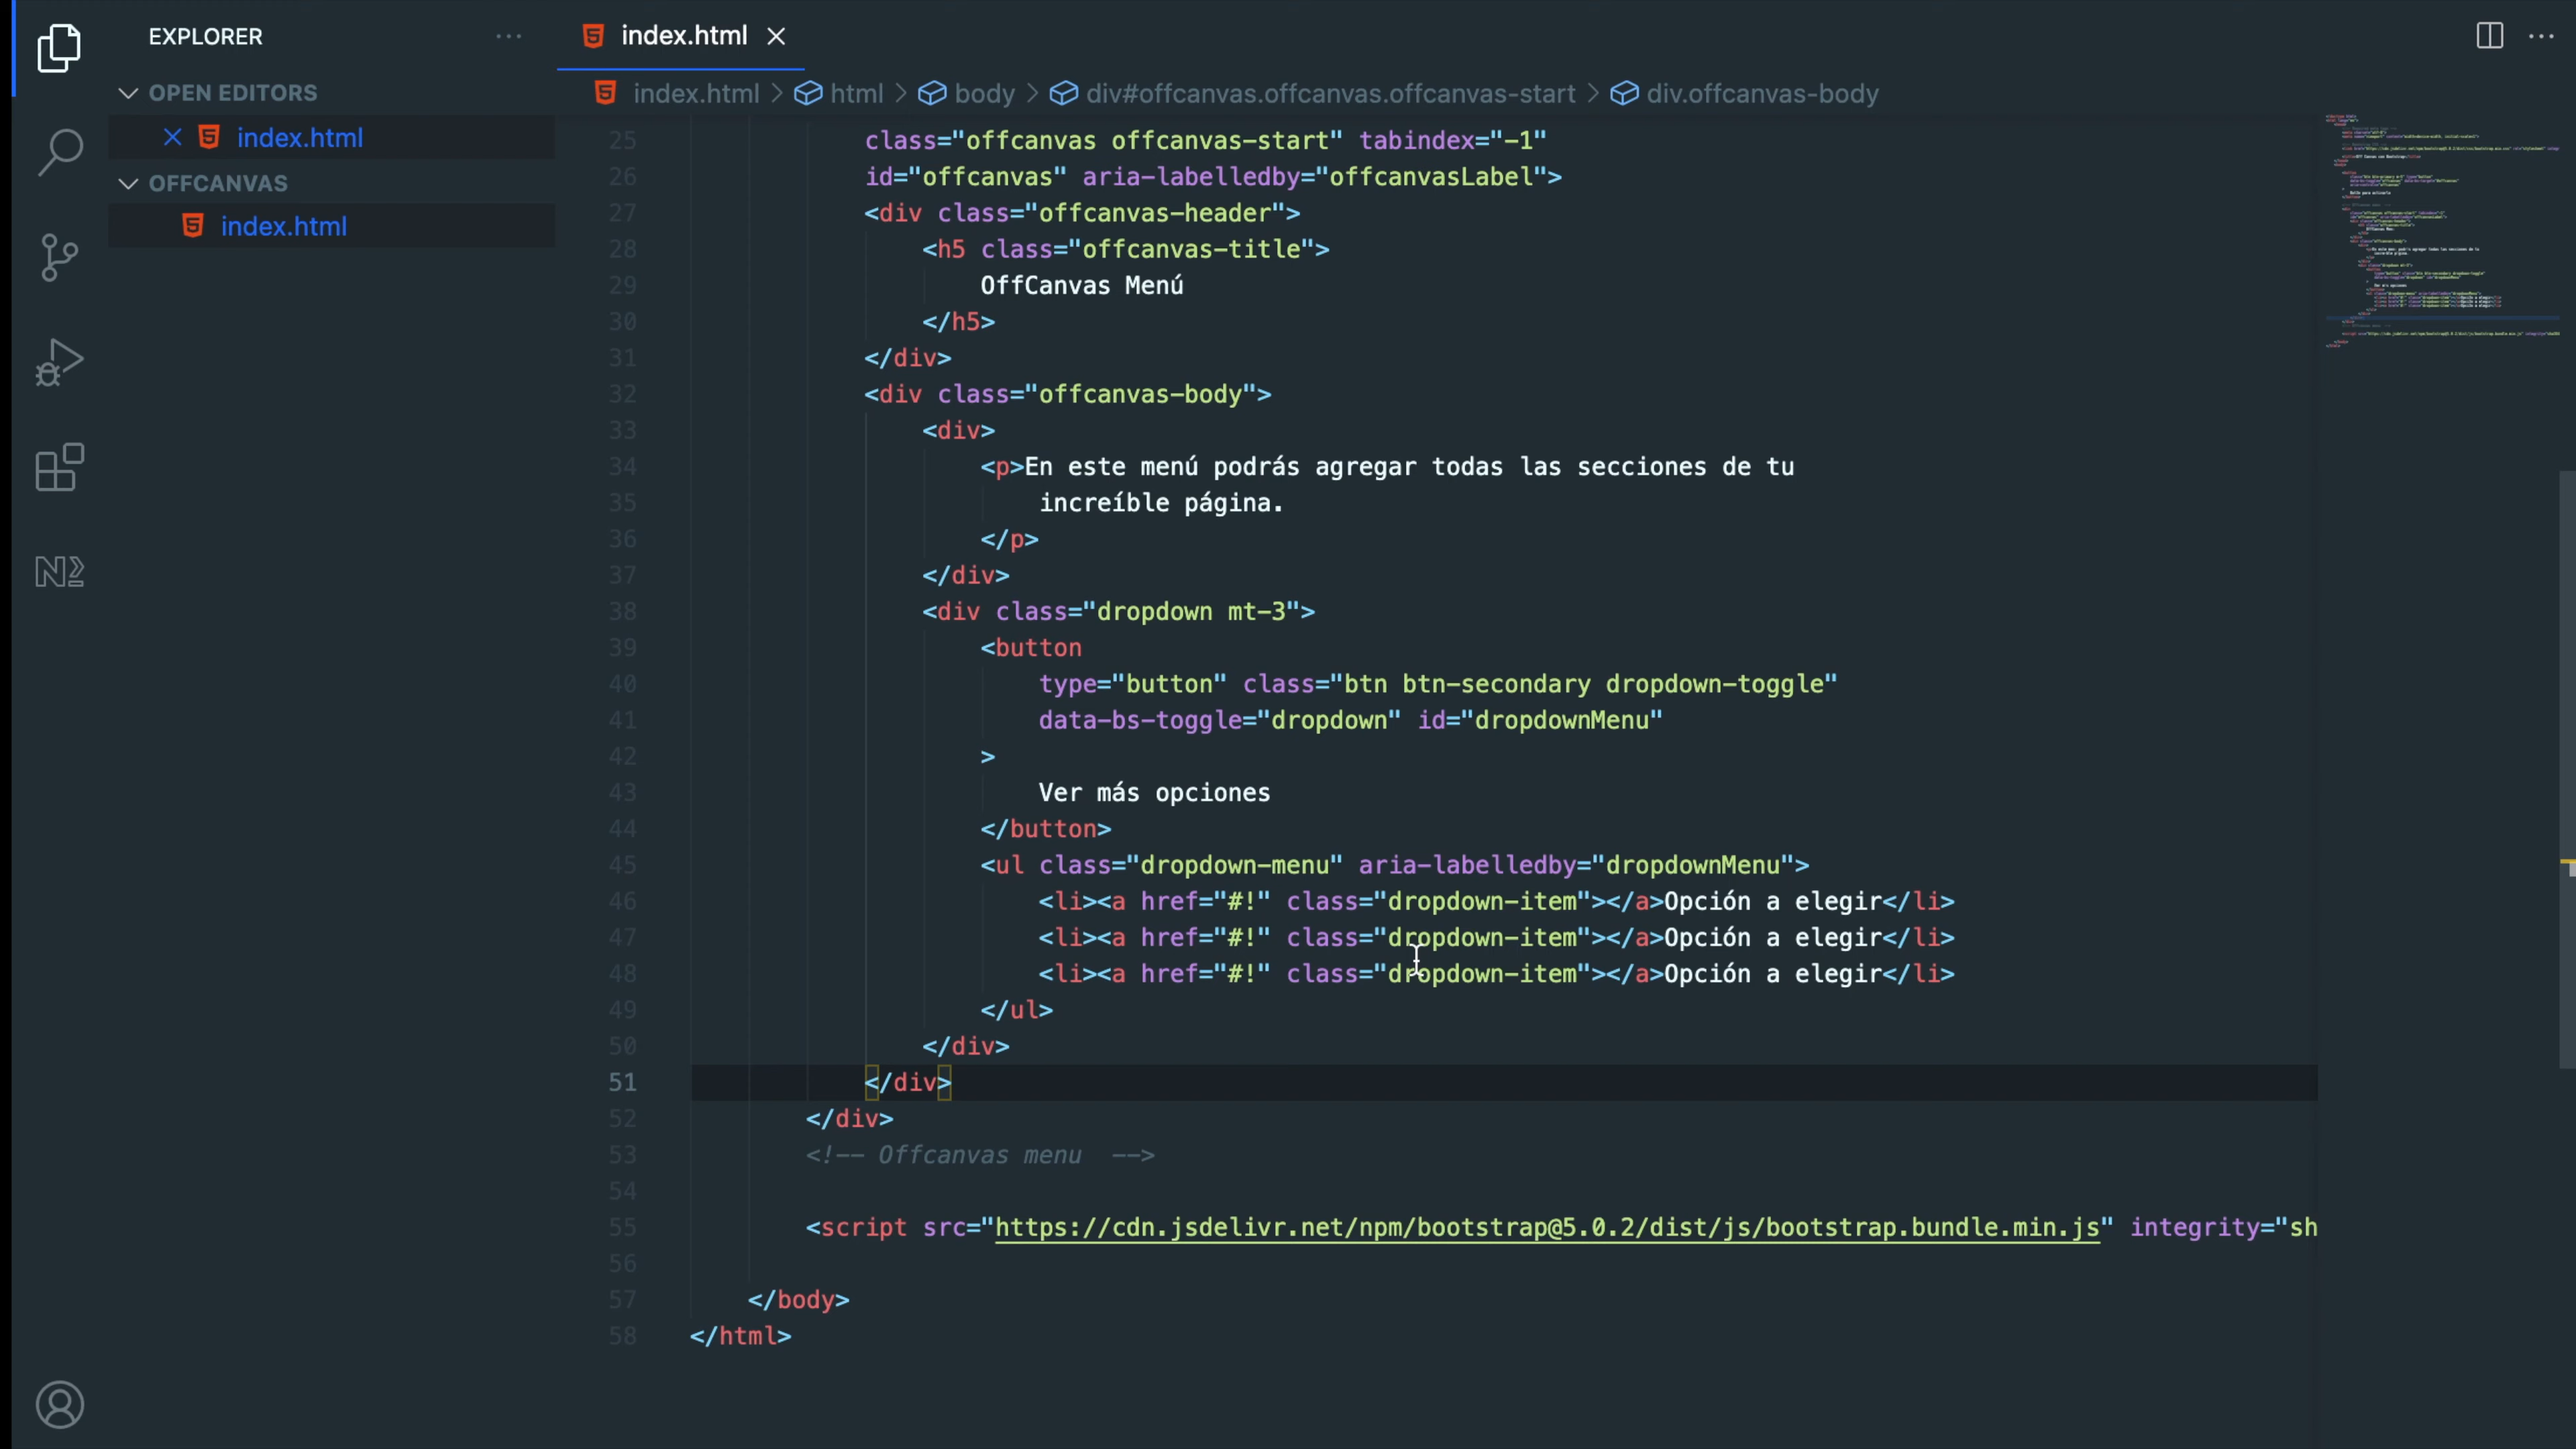 EXPLORER
index.html
OPEN EDITORS
index.html
OFFCANVAS
index.html
index.html > html > body > div#offcanvas.offcanvas.offcanvas-start > div.offcanvas-body
25 class="offcanvas offcanvas-start" tabindex="-1"
26 id="offcanvas" aria-labelledby="offcanvasLabel">
27 <div class="offcanvas-header">
28 <h5 class="offcanvas-title">
29 OffCanvas Menú
30 </h5>
31 </div>
32 <div class="offcanvas-body">
33 <div>
34 <p>En este menú podrás agregar todas las secciones de tu
35 increíble página.
36 </p>
37 </div>
38 <div class="dropdown mt-3">
39 <button
40 type="button" class="btn btn-secondary dropdown-toggle"
41 data-bs-toggle="dropdown" id="dropdownMenu"
42 >
43 Ver más opciones
44 </button>
45 <ul class="dropdown-menu" aria-labelledby="dropdownMenu">
46 <li><a href="#!" class="dropdown-item"></a>Opción a elegir</li>
47 <li><a href="#!" class="dropdown-item"></a>Opción a elegir</li>
48 <li><a href="#!" class="dropdown-item"></a>Opción a elegir</li>
49 </ul>
50 </div>
51 </div>
52 </div>
53 <!-- Offcanvas menu  -->
54
55 <script src="https://cdn.jsdelivr.net/npm/bootstrap@5.0.2/dist/js/bootstrap.bundle.min.js" integrity="sh
56
57 </body>
58 </html>